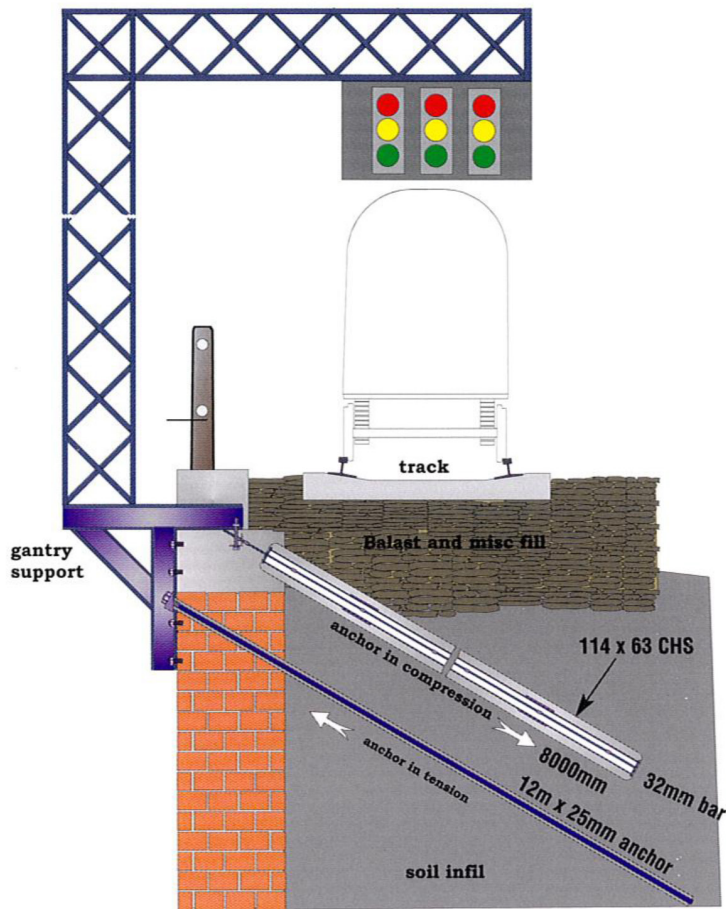 track
gantry
support
Balast and misc fill
114 x 63 CHS
anchor in compression
8000mm
32mm bar
12m x 25mm anchor
anchor in tension
soil infil